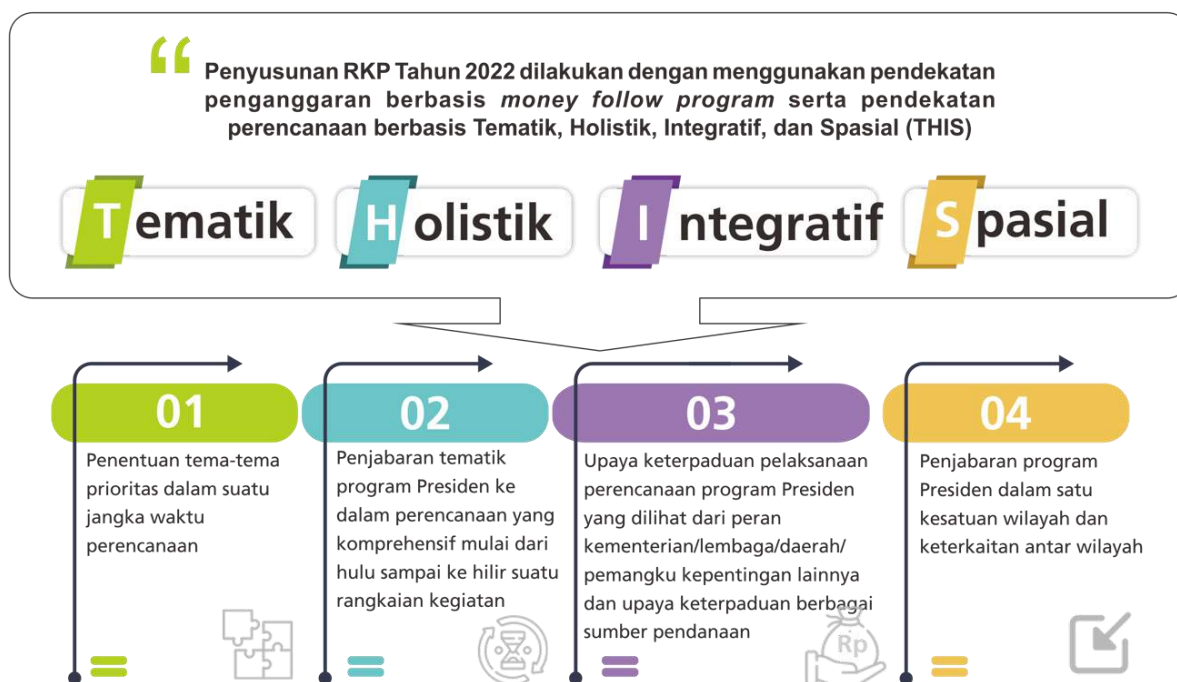 Penyusunan RKP Tahun 2022 dilakukan dengan menggunakan pendekatan
penganggaran berbasis money follow program serta pendekatan
perencanaan berbasis Tematik, Holistik, Integratif, dan Spasial (THIS)
Tematik
Holistik
Integratif
Spasial
01
Penentuan tema-tema
prioritas dalam suatu
jangka waktu
perencanaan
02
Penjabaran tematik
program Presiden ke
dalam perencanaan yang
komprehensif mulai dari
hulu sampai ke hilir suatu
rangkaian kegiatan
03
Upaya keterpaduan pelaksanaan
perencanaan program Presiden
yang dilihat dari peran
kementerian/lembaga/daerah/
pemangku kepentingan lainnya
dan upaya keterpaduan berbagai
sumber pendanaan
Rp
04
Penjabaran program
Presiden dalam satu
kesatuan wilayah dan
keterkaitan antar wilayah